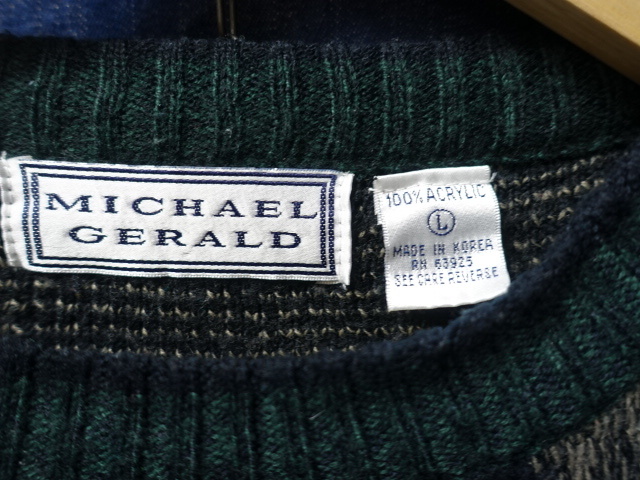 MICHAEL
GERALD
100% ACRYLIC
L
MADE IN KOREA
RN 63925
SEE CARE REVERSE